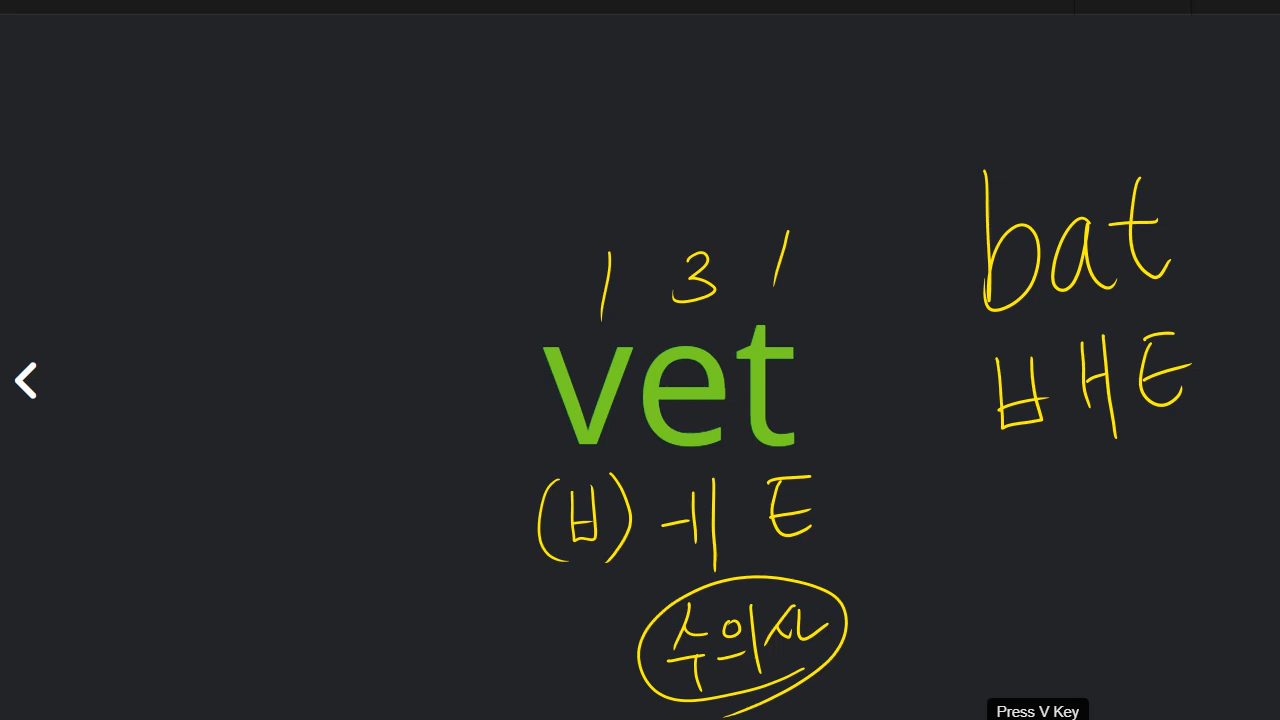 bat
1 3 1
vet
ㅂ ㅐ ㅌ
(ㅂ) ㅔ ㅌ
수의사
Press V Key